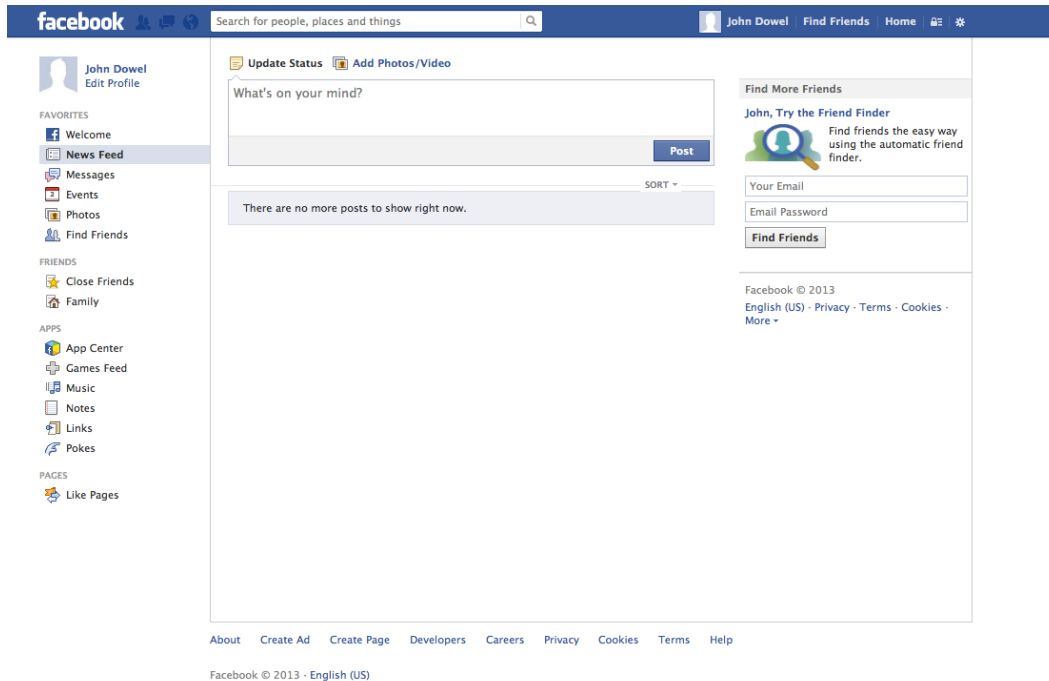 facebook
Search for people, places and things
John Dowel
Find Friends
Home
John Dowel
Edit Profile
FAVORITES
Welcome
News Feed
Messages
2
Events
Photos
Find Friends
FRIENDS
Close Friends
Family
APPS
App Center
Games Feed
Music
Notes
Links
Pokes
PAGES
Like Pages
Update Status
Add Photos/Video
What's on your mind?
Post
SORT
There are no more posts to show right now.
Find More Friends
John, Try the Friend Finder
Find friends the easy way
using the automatic friend
finder.
Your Email
Email Password
Find Friends
Facebook © 2013
English (US) · Privacy · Terms · Cookies ·
More
About Create Ad Create Page Developers Careers Privacy Cookies Terms Help
Facebook © 2013 · English (US)